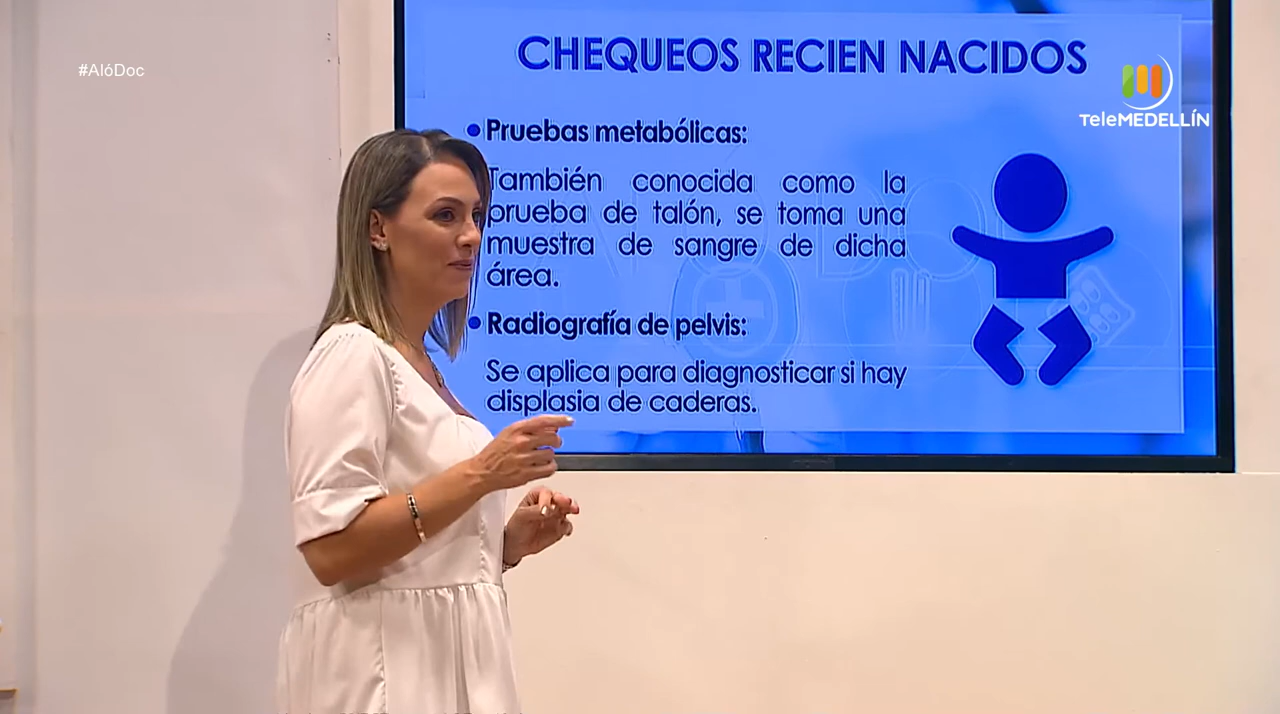 #AlóDoc
CHEQUEOS RECIEN NACIDOS
TeleMEDELLÍN
Pruebas metabólicas:
También conocida como la
prueba de talón, se toma una
muestra de sangre de dicha
área.
Radiografía de pelvis:
Se aplica para diagnosticar si hay
displasia de caderas.